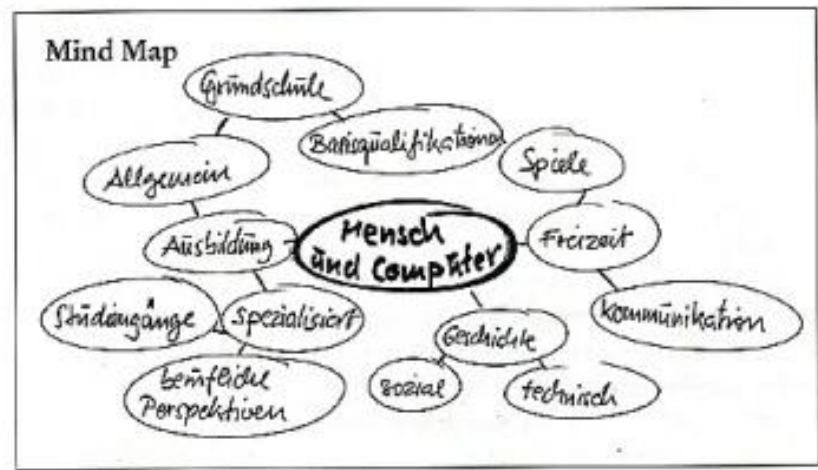 Mind Map
Grundschule
Basisqualifikationen
Spiele
Allgemein
Ausbildung
Mensch
und Computer
Freizeit
Studiengänge
spezialisiert
Geschichte
Kommunikation
berufliche
Perspektiven
sozial
technisch